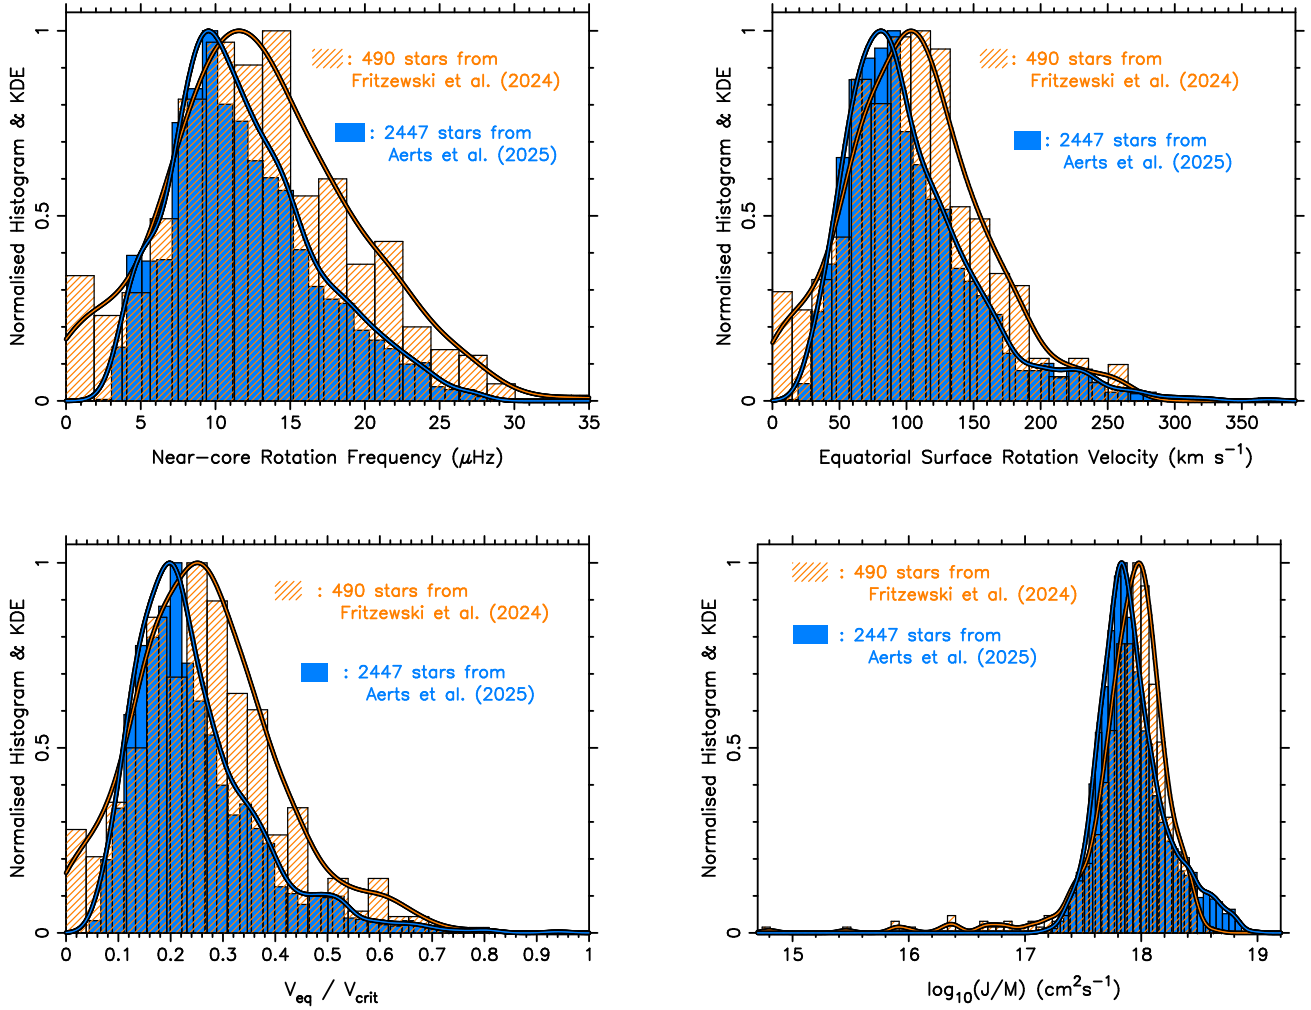 1
0.5
0
Normalised Histogram & KDE
: 490 stars from
Fritzewski et al. (2024)
: 2447 stars from
Aerts et al. (2025)
0 5 10 15 20 25 30 35
Near-core Rotation Frequency (μHz)
1
0.5
0
Normalised Histogram & KDE
: 490 stars from
Fritzewski et al. (2024)
: 2447 stars from
Aerts et al. (2025)
0 50 100 150 200 250 300 350
Equatorial Surface Rotation Velocity (km s⁻¹)
1
0.5
0
Normalised Histogram & KDE
: 490 stars from
Fritzewski et al. (2024)
: 2447 stars from
Aerts et al. (2025)
0 0.1 0.2 0.3 0.4 0.5 0.6 0.7 0.8 0.9 1
V_eq / V_crit
1
0.5
0
Normalised Histogram & KDE
: 490 stars from
Fritzewski et al. (2024)
: 2447 stars from
Aerts et al. (2025)
15 16 17 18 19
log₁₀(J/M) (cm²s⁻¹)